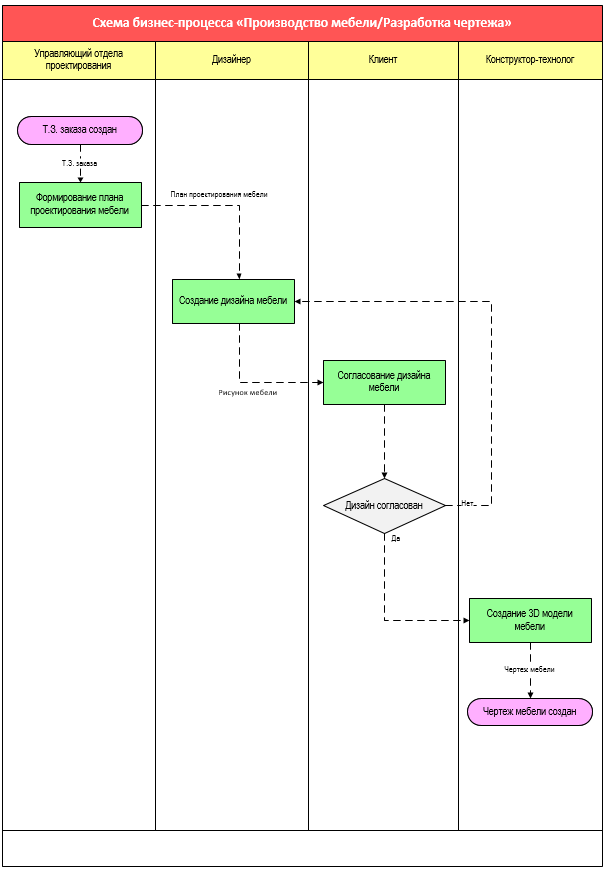 Схема бизнес-процесса «Производство мебели/Разработка чертежа»
Управляющий отдела
проектирования
Дизайнер
Клиент
Конструктор-технолог
Т.З. заказа создан
Т.З. заказа
Формирование плана
проектирования мебели
План проектирования мебели
Создание дизайна мебели
Согласование дизайна
мебели
Рисунок мебели
Дизайн согласован
Нет
Да
Создание 3D модели
мебели
Чертеж мебели
Чертеж мебели создан